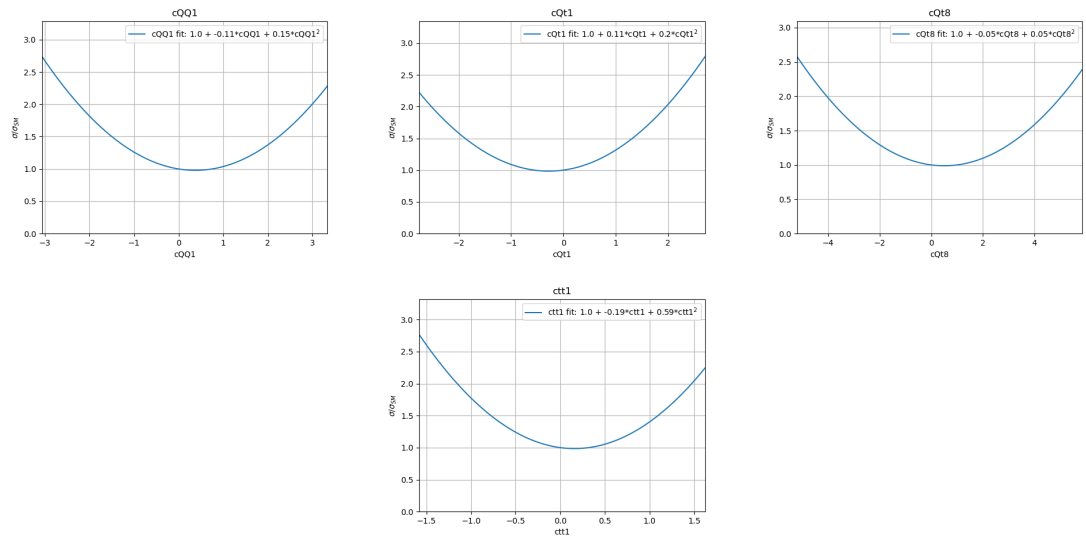 cQQ1
cQQ1 fit: 1.0 + -0.11*cQQ1 + 0.15*cQQ1²
3.0
2.5
2.0
1.5
1.0
0.5
0.0
σ/σSM
−3 −2 −1 0 1 2 3
cQQ1
cQt1
cQt1 fit: 1.0 + 0.11*cQt1 + 0.2*cQt1²
3.0
2.5
2.0
1.5
1.0
0.5
0.0
σ/σSM
−2 −1 0 1 2
cQt1
cQt8
cQt8 fit: 1.0 + -0.05*cQt8 + 0.05*cQt8²
3.0
2.5
2.0
1.5
1.0
0.5
0.0
σ/σSM
−4 −2 0 2 4
cQt8
ctt1
ctt1 fit: 1.0 + -0.19*ctt1 + 0.59*ctt1²
3.0
2.5
2.0
1.5
1.0
0.5
0.0
σ/σSM
−1.5 −1.0 −0.5 0.0 0.5 1.0 1.5
ctt1